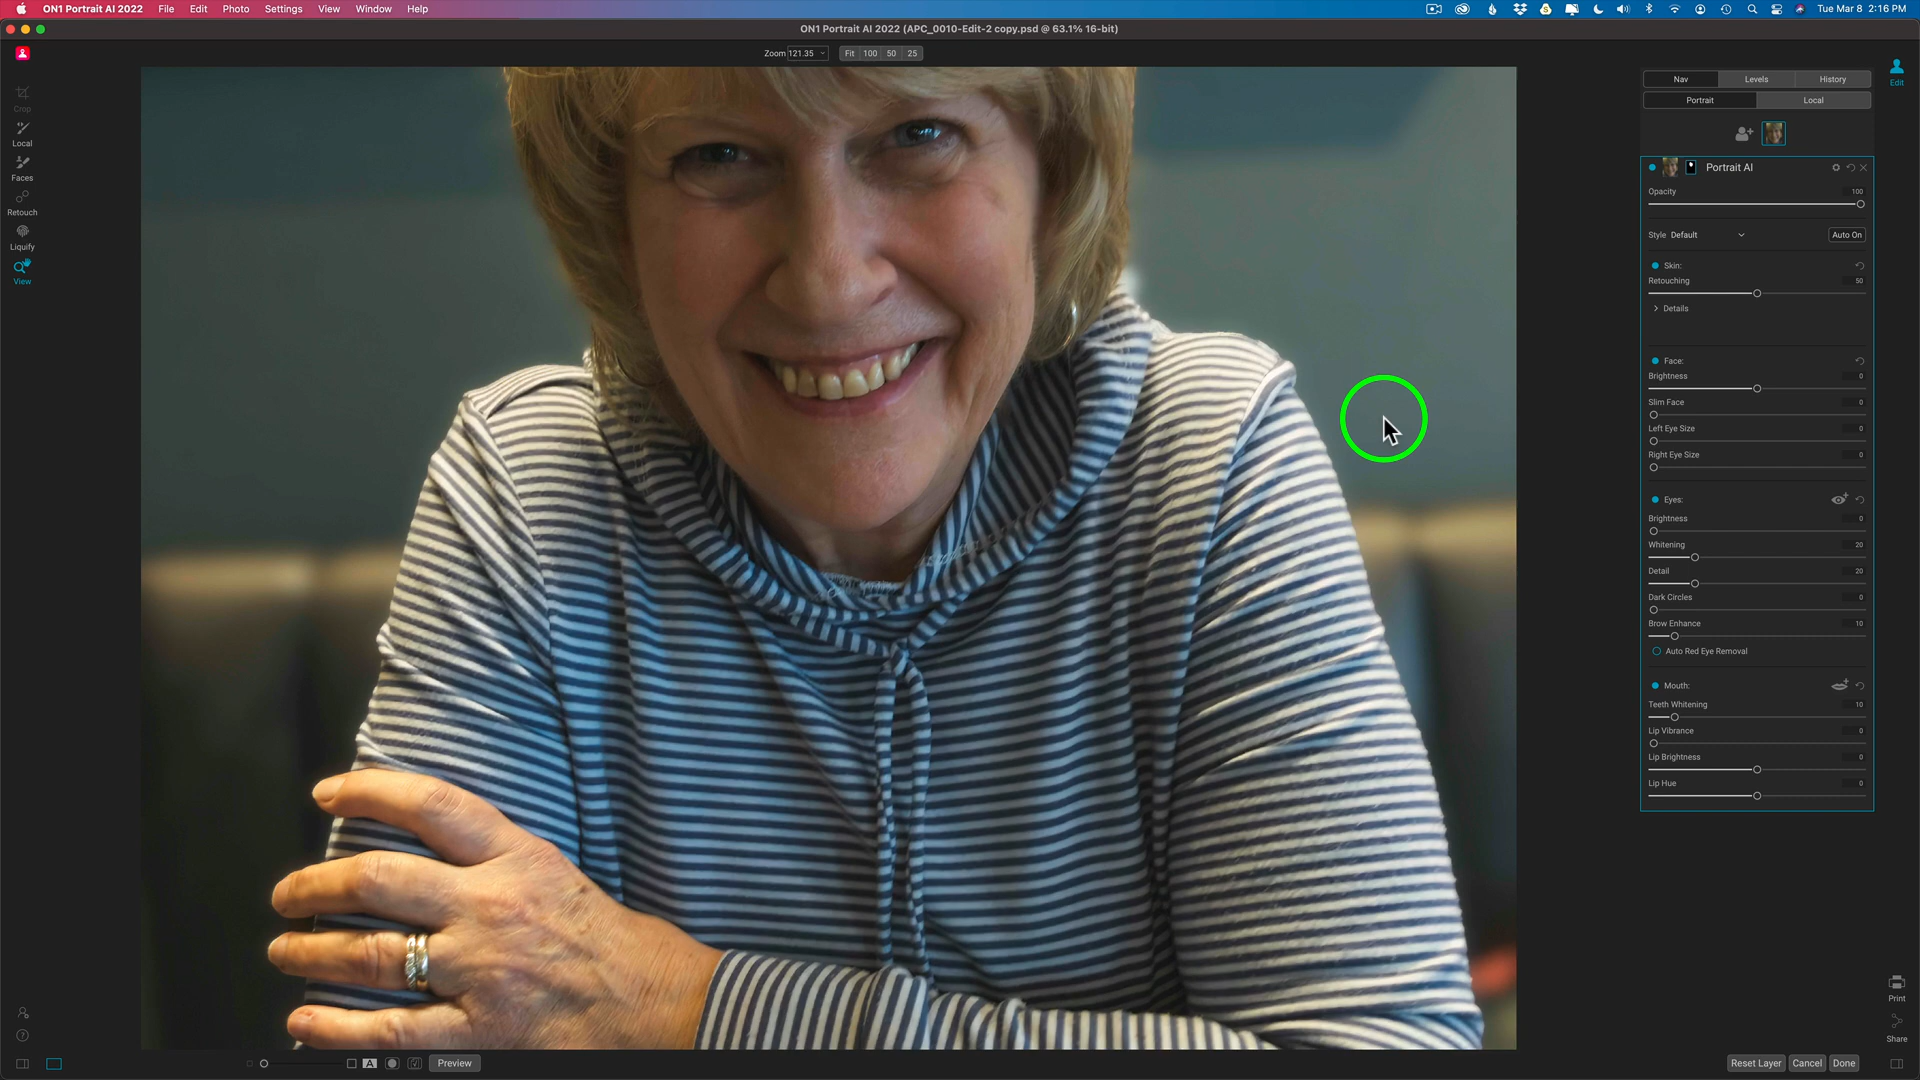 ON1 Portrait AI 2022 File Edit Photo Settings View Window Help Tue Mar 8 2:16 PM
ON1 Portrait AI 2022 (APC_0010-Edit-2 copy.psd @ 63.1% 16-bit)
Zoom 121.35 Fit 100 50 25
Crop
Local
Faces
Retouch
Liquify
View
Nav Levels History
Edit
Portrait Local
Portrait AI
Opacity 100
Style Default Auto On
Skin:
Retouching 50
Details
Face:
Brightness 0
Slim Face 0
Left Eye Size 0
Right Eye Size 0
Eyes:
Brightness 0
Whitening 20
Detail 20
Dark Circles 0
Brow Enhance 10
Auto Red Eye Removal
Mouth:
Teeth Whitening 10
Lip Vibrance 0
Lip Brightness 0
Lip Hue 0
Print
Share
A Preview
Reset Layer Cancel Done